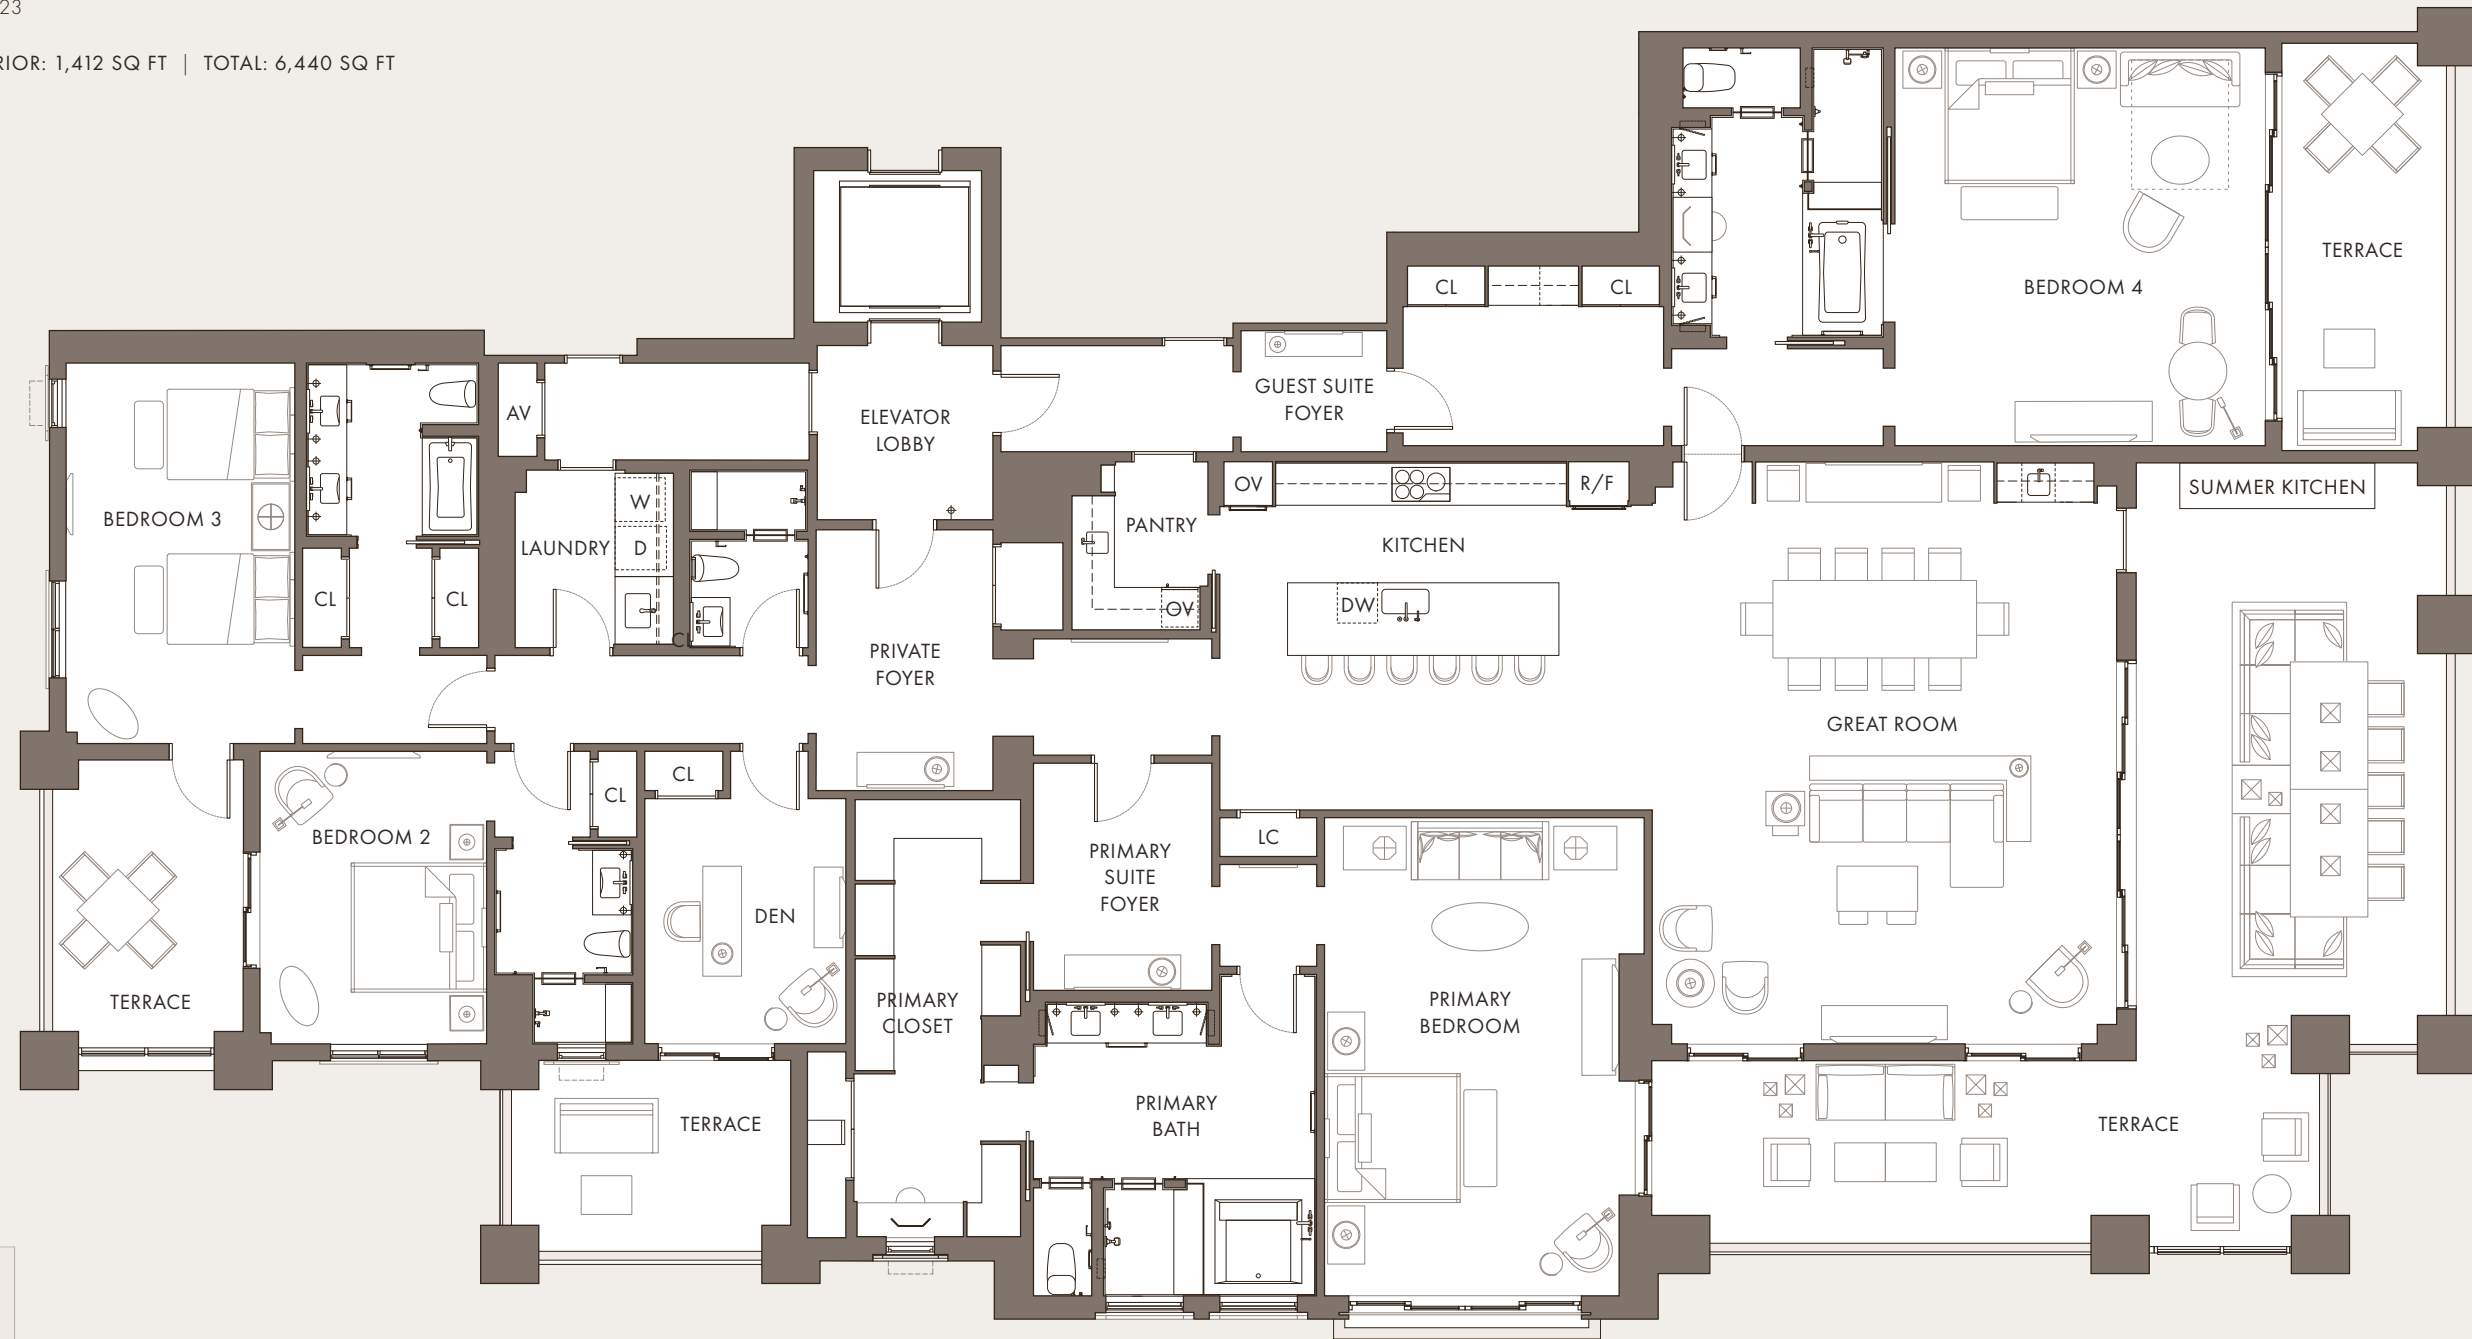 23
RIOR: 1,412 SQ FT | TOTAL: 6,440 SQ FT
TERRACE
BEDROOM 4
CL
CL
GUEST SUITE
FOYER
ELEVATOR
LOBBY
AV
SUMMER KITCHEN
OV
R/F
W
BEDROOM 3
PANTRY
LAUNDRY
D
KITCHEN
CL
CL
DW
OV
CL
PRIVATE
FOYER
GREAT ROOM
CL
CL
BEDROOM 2
LC
PRIMARY
SUITE
FOYER
DEN
TERRACE
PRIMARY
CLOSET
PRIMARY
BEDROOM
PRIMARY
BATH
TERRACE
TERRACE